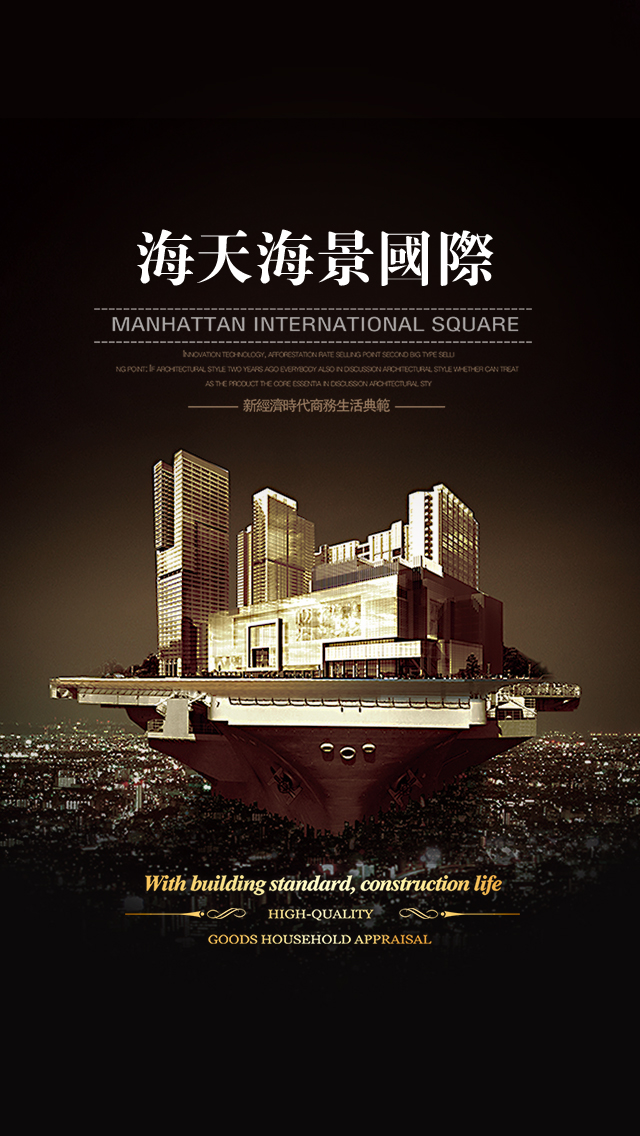 海天海景國際
MANHATTAN INTERNATIONAL SQUARE
INNOVATION TECHNOLOGY, AFFORESTATION RATE SELLING POINT SECOND BIG TYPE SELLI
NG POINT: IF ARCHITECTURAL STYLE TWO YEARS AGO EVERYBODY ALSO IN DISCUSSION ARCHITECTURAL STYLE WHETHER CAN TREAT
AS THE PRODUCT THE CORE ESSENTIA IN DISCUSSION ARCHITECTURAL STY
新經濟時代商務生活典範
With building standard, construction life
HIGH-QUALITY
GOODS HOUSEHOLD APPRAISAL